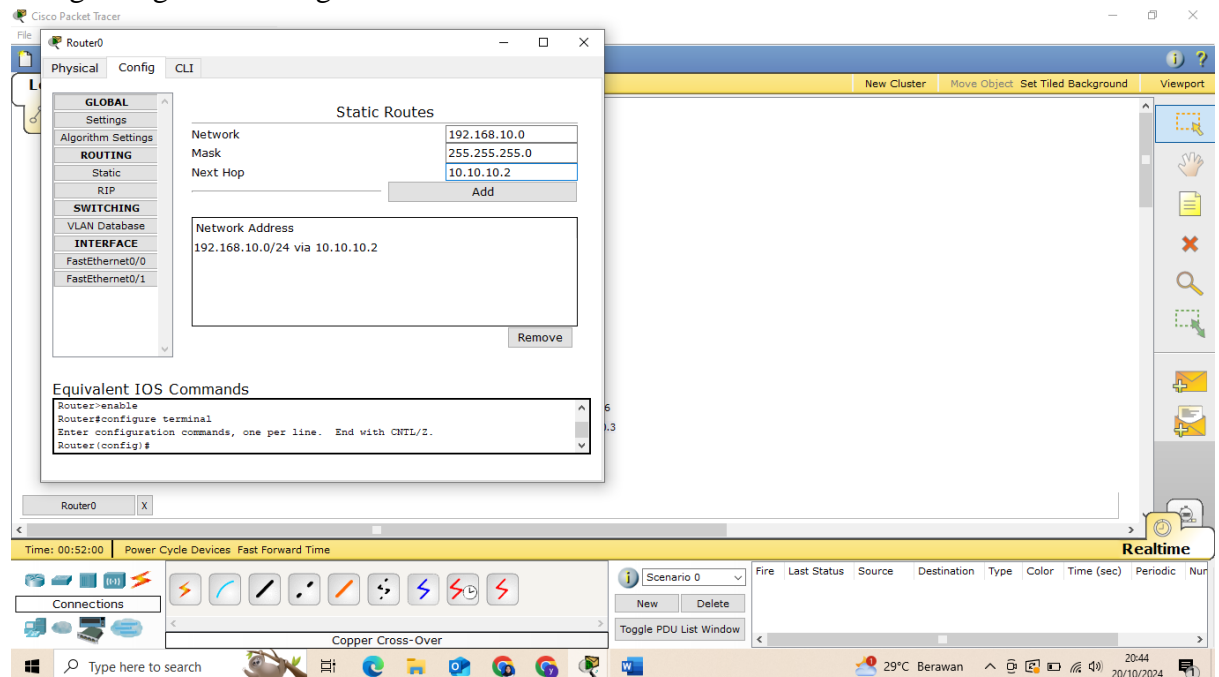 Cisco Packet Tracer
File
Router0
Physical Config CLI
New Cluster Move Object Set Tiled Background Viewport
GLOBAL
Settings
Algorithm Settings
ROUTING
Static
RIP
SWITCHING
VLAN Database
INTERFACE
FastEthernet0/0
FastEthernet0/1
Static Routes
Network 192.168.10.0
Mask 255.255.255.0
Next Hop 10.10.10.2
Add
Network Address
192.168.10.0/24 via 10.10.10.2
Remove
Equivalent IOS Commands
Router>enable
Router#configure terminal
Enter configuration commands, one per line. End with CNTL/Z.
Router(config)#
6
0.3
Router0 X
Time: 00:52:00 Power Cycle Devices Fast Forward Time Realtime
Connections
Copper Cross-Over
Scenario 0
New Delete
Toggle PDU List Window
Fire Last Status Source Destination Type Color Time (sec) Periodic Nur
Type here to search
29°C Berawan
20:44
20/10/2024